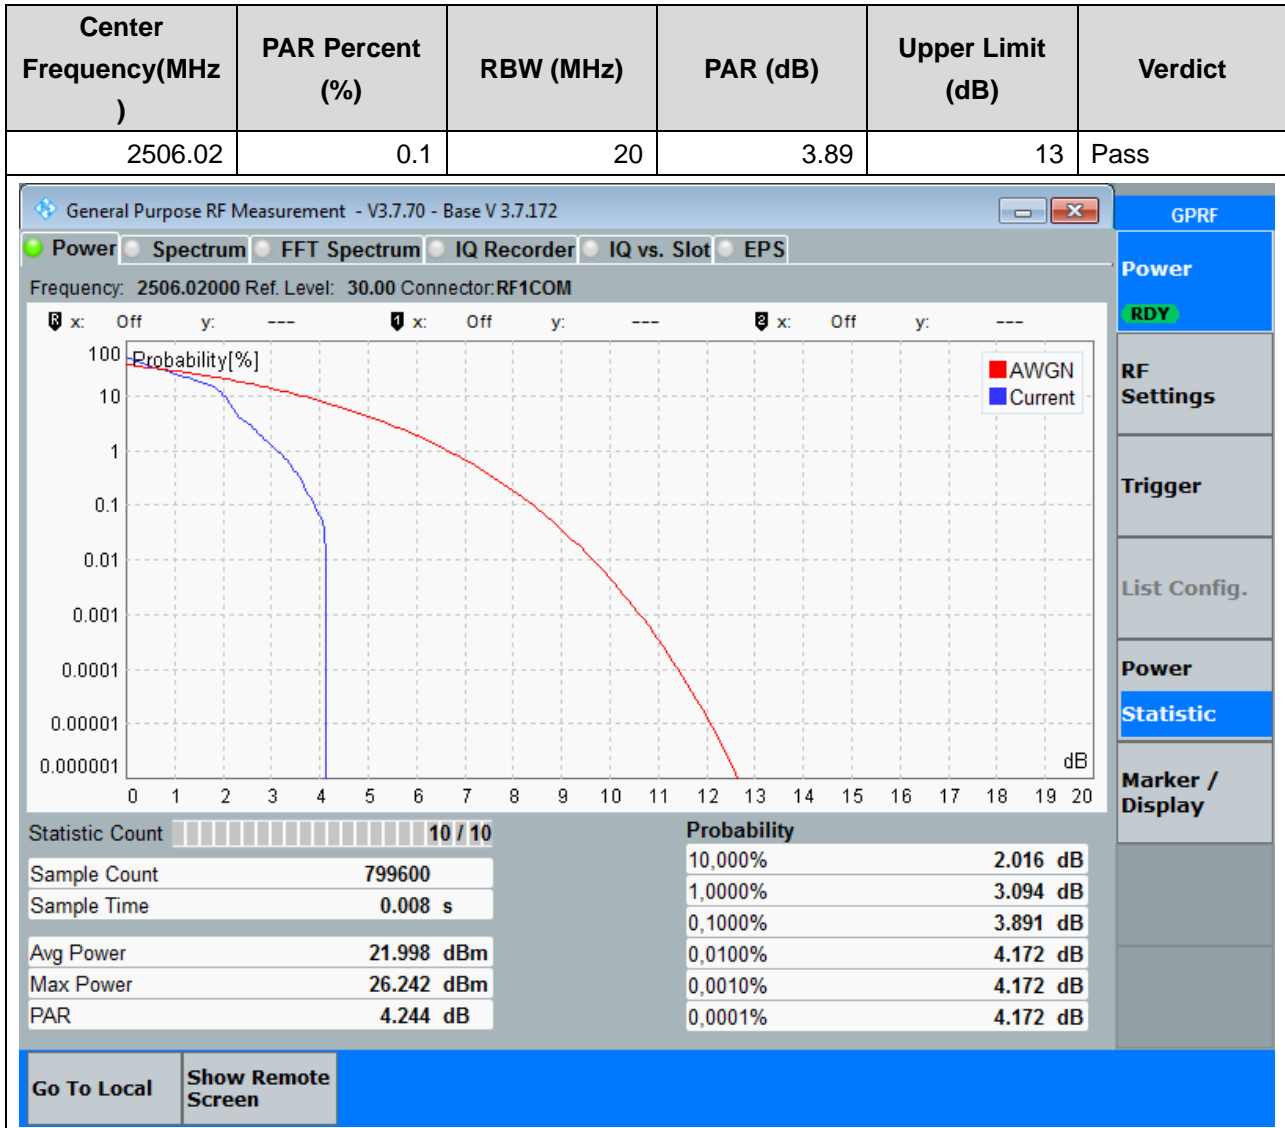 Center
Frequency(MHz
)
PAR Percent
(%)
RBW (MHz)
PAR (dB)
Upper Limit
(dB)
Verdict
2506.02 0.1 20 3.89 13 Pass
General Purpose RF Measurement - V3.7.70 - Base V 3.7.172
GPRF
Power Spectrum FFT Spectrum IQ Recorder IQ vs. Slot EPS
Frequency: 2506.02000 Ref. Level: 30.00 Connector: RF1COM
R x: Off y: --- 1 x: Off y: --- 2 x: Off y: ---
Probability[%]
AWGN
Current
100
10
1
0.1
0.01
0.001
0.0001
0.00001
0.000001
dB
0 1 2 3 4 5 6 7 8 9 10 11 12 13 14 15 16 17 18 19 20
Statistic Count 10 / 10
Sample Count 799600
Sample Time 0.008 s
Avg Power 21.998 dBm
Max Power 26.242 dBm
PAR 4.244 dB
Probability
10,000% 2.016 dB
1,0000% 3.094 dB
0,1000% 3.891 dB
0,0100% 4.172 dB
0,0010% 4.172 dB
0,0001% 4.172 dB
Power
RDY
RF
Settings
Trigger
List Config.
Power
Statistic
Marker /
Display
Go To Local
Show Remote
Screen